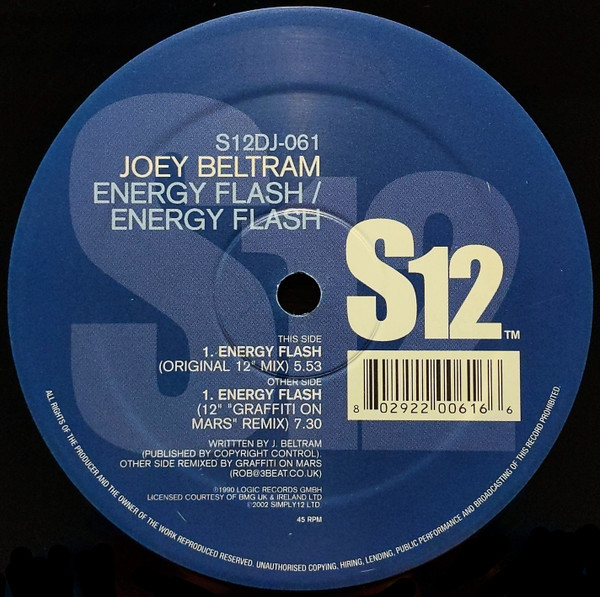 S12DJ-061
JOEY BELTRAM
ENERGY FLASH /
ENERGY FLASH
S12
S12™
THIS SIDE
1. ENERGY FLASH
(ORIGINAL 12" MIX) 5.53
OTHER SIDE
1. ENERGY FLASH
(12" "GRAFFITI ON
MARS" REMIX) 7.30
8 02922 00616 6
WRITTTEN BY J. BELTRAM
(PUBLISHED BY COPYRIGHT CONTROL).
OTHER SIDE REMIXED BY GRAFFITI ON MARS
(ROB@3BEAT.CO.UK)
℗1990 LOGIC RECORDS GMBH
LICENSED COURTESY OF BMG UK & IRELAND LTD
©2002 SIMPLY12 LTD
45 RPM
ALL RIGHTS OF THE PRODUCER AND THE OWNER OF THE WORK REPRODUCED RESERVED. UNAUTHORISED COPYING, HIRING, LENDING, PUBLIC PERFORMANCE AND BROADCASTING OF THIS RECORD PROHIBITED.